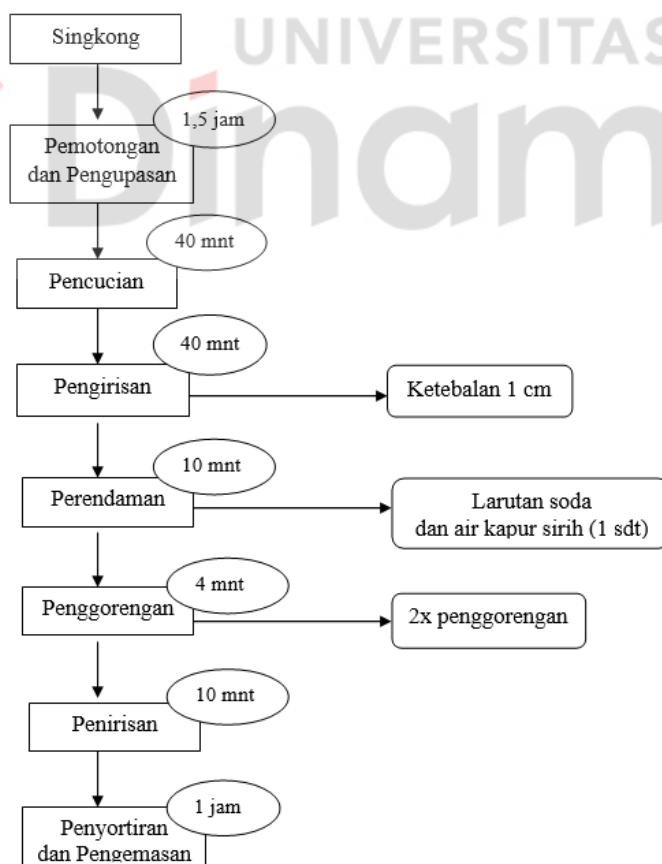 UNIVERSITAS
Dinam
Singkong
1,5 jam
Pemotongan
dan Pengupasan
40 mnt
Pencucian
40 mnt
Pengirisan
Ketebalan 1 cm
10 mnt
Perendaman
Larutan soda
dan air kapur sirih (1 sdt)
4 mnt
Penggorengan
2x penggorengan
10 mnt
Penirisan
1 jam
Penyortiran
dan Pengemasan